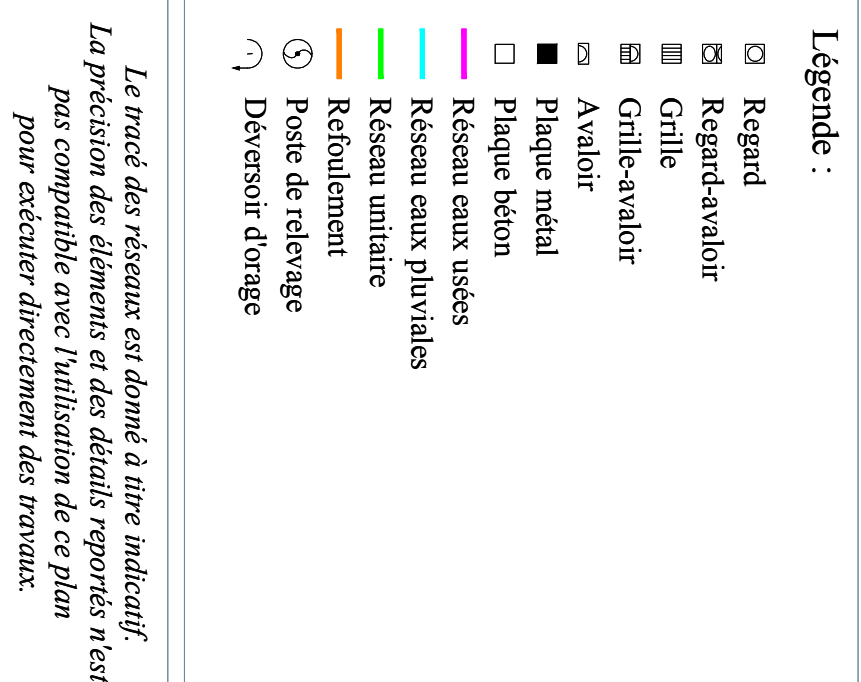 Légende :
Regard
Regard-avaloir
Grille
Grille-avaloir
Avaloir
Plaque métal
Plaque béton
Réseau eaux usées
Réseau eaux pluviales
Réseau unitaire
Refoulement
Poste de relevage
Déversoir d'orage
Le tracé des réseaux est donné à titre indicatif.
La précision des éléments et des détails reportés n'est
pas compatible avec l'utilisation de ce plan
pour exécuter directement des travaux.